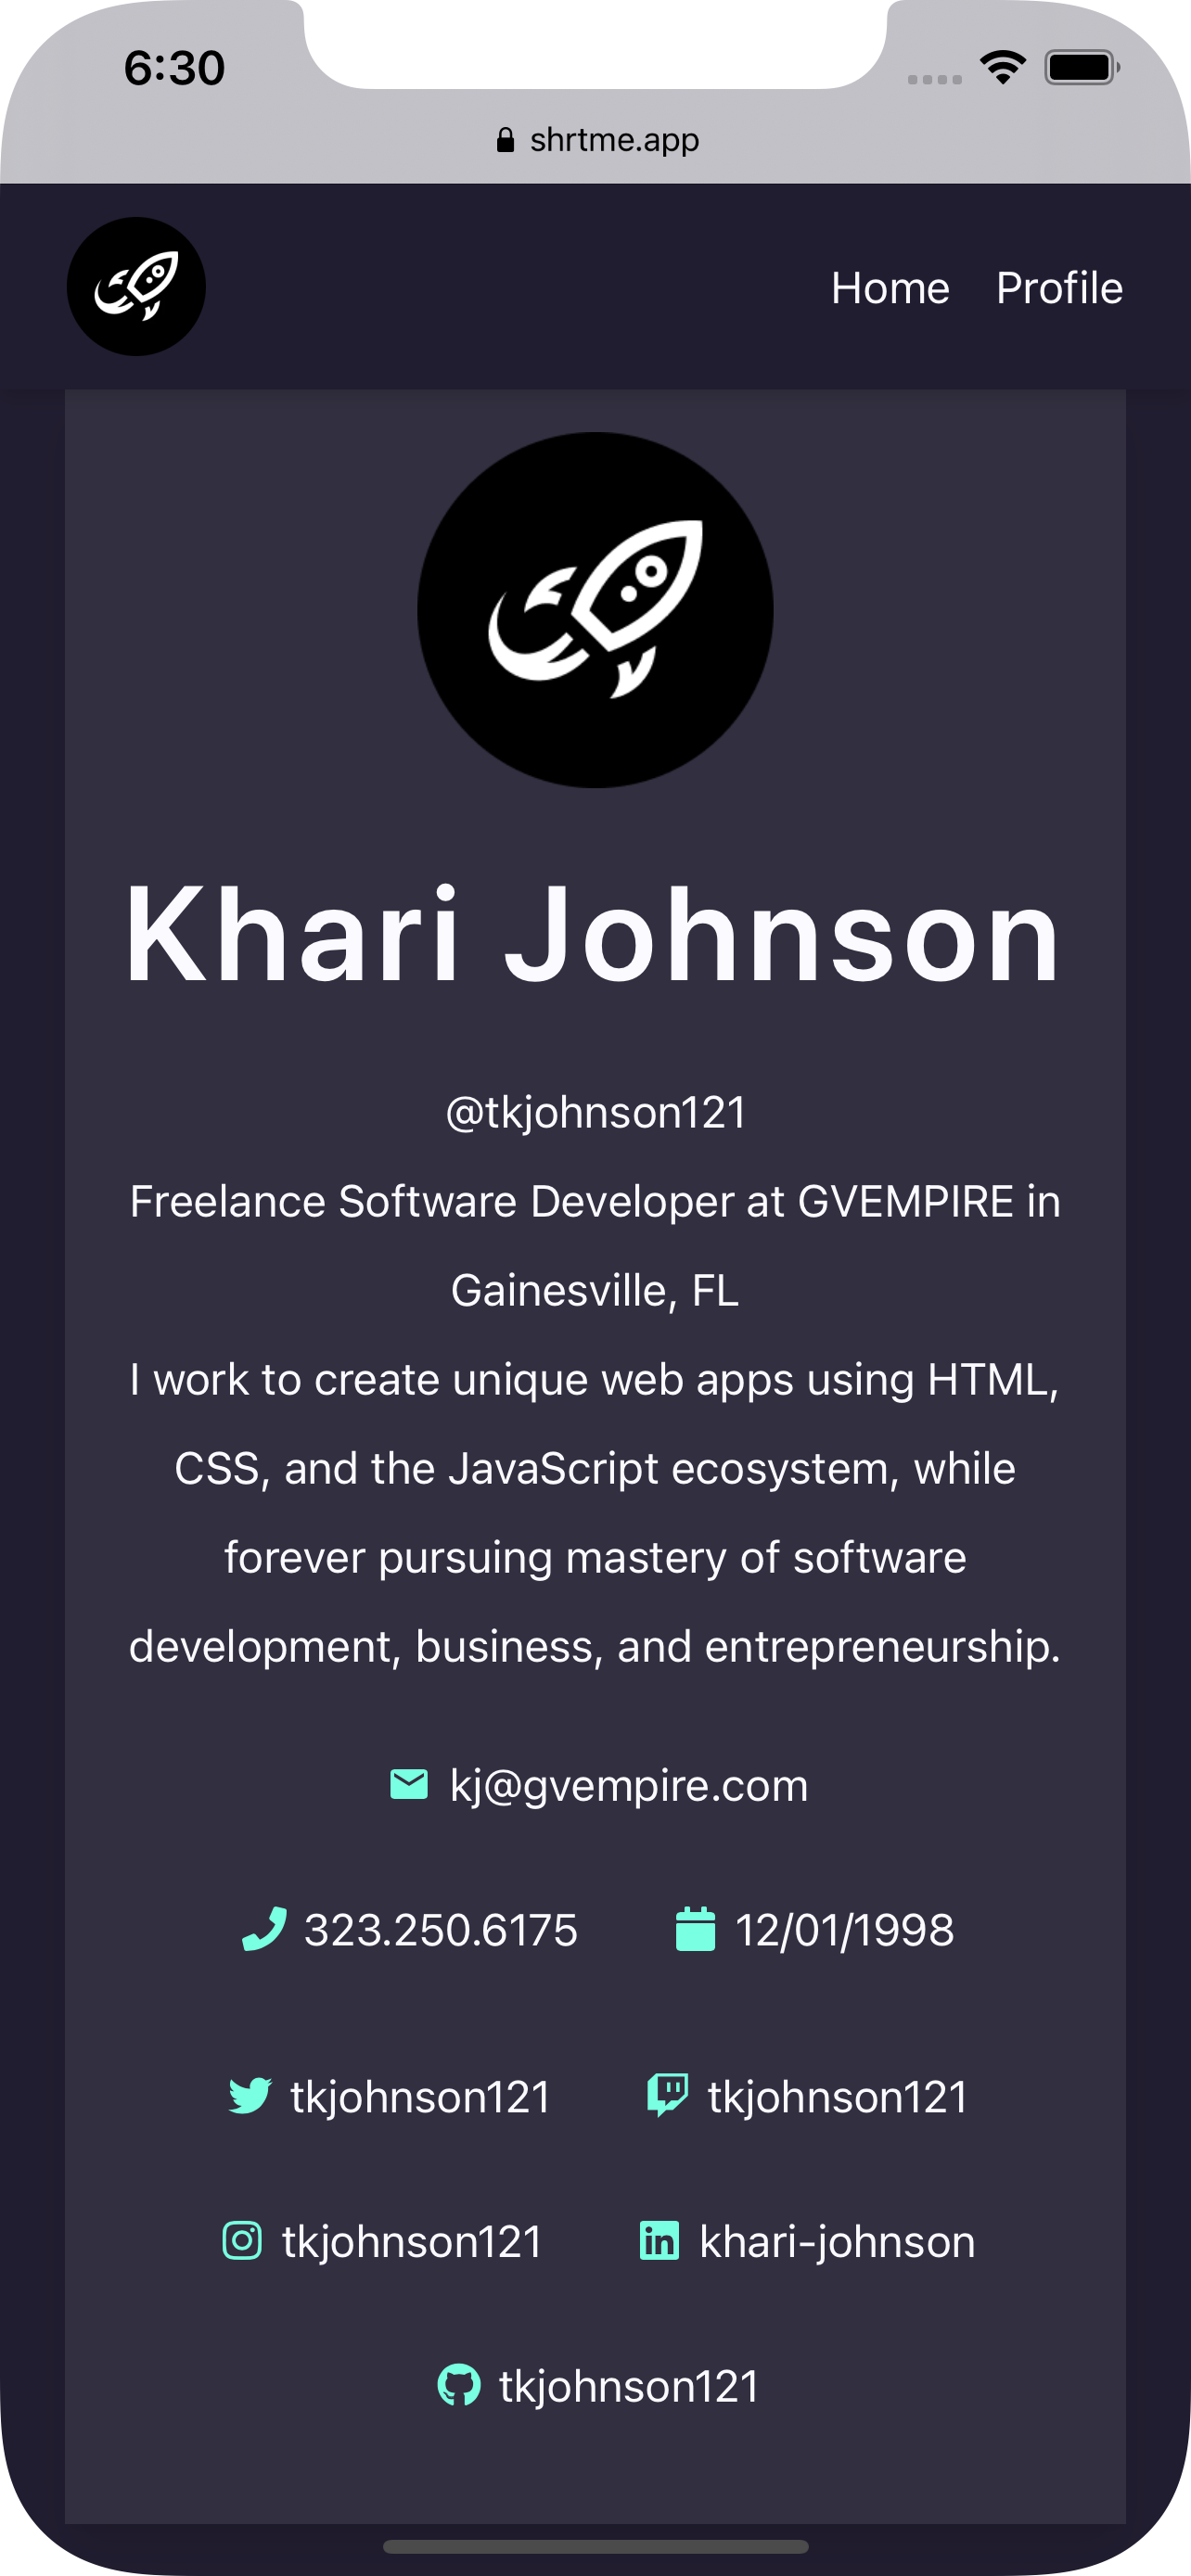 6:30
shrtme.app
Home Profile
Khari Johnson
@tkjohnson121
Freelance Software Developer at GVEMPIRE in
Gainesville, FL
I work to create unique web apps using HTML,
CSS, and the JavaScript ecosystem, while
forever pursuing mastery of software
development, business, and entrepreneurship.
kj@gvempire.com
323.250.6175 12/01/1998
tkjohnson121 tkjohnson121
tkjohnson121 khari-johnson
tkjohnson121